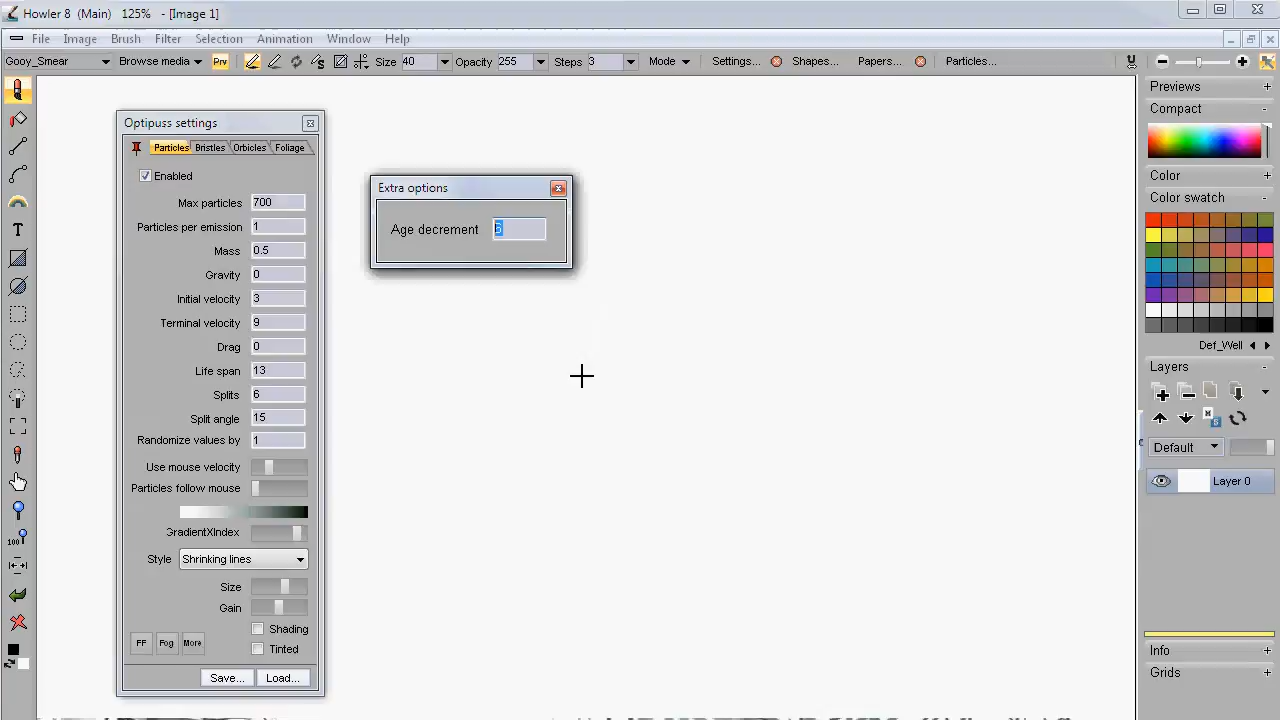 Howler 8 (Main) 125% - [Image 1]
File Image Brush Filter Selection Animation Window Help
Gooy_Smear Browse media Prv Size 40 Opacity 255 Steps 3 Mode Settings... Shapes... Papers... Particles...
Optipuss settings
Particles Bristles Orbicles Foliage
Enabled
Max particles 700
Particles per emission 1
Mass 0.5
Gravity 0
Initial velocity 3
Terminal velocity 9
Drag 0
Life span 13
Splits 6
Split angle 15
Randomize values by 1
Use mouse velocity
Particles follow mouse
GradientXIndex
Style Shrinking lines
Size
Gain
Shading
Tinted
FF Fog More
Save... Load...
Extra options
Age decrement
T
100
Previews +
Compact -
Color +
Color swatch -
Def_Well
Layers -
Default
Layer 0
Info +
Grids +